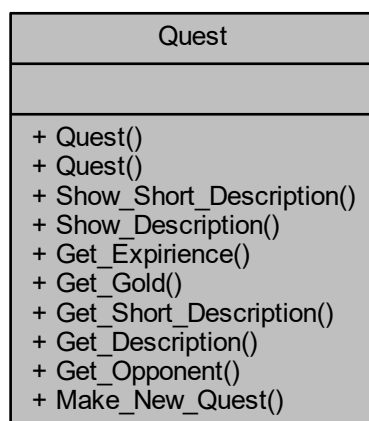 Quest
+ Quest()
+ Quest()
+ Show_Short_Description()
+ Show_Description()
+ Get_Expirience()
+ Get_Gold()
+ Get_Short_Description()
+ Get_Description()
+ Get_Opponent()
+ Make_New_Quest()